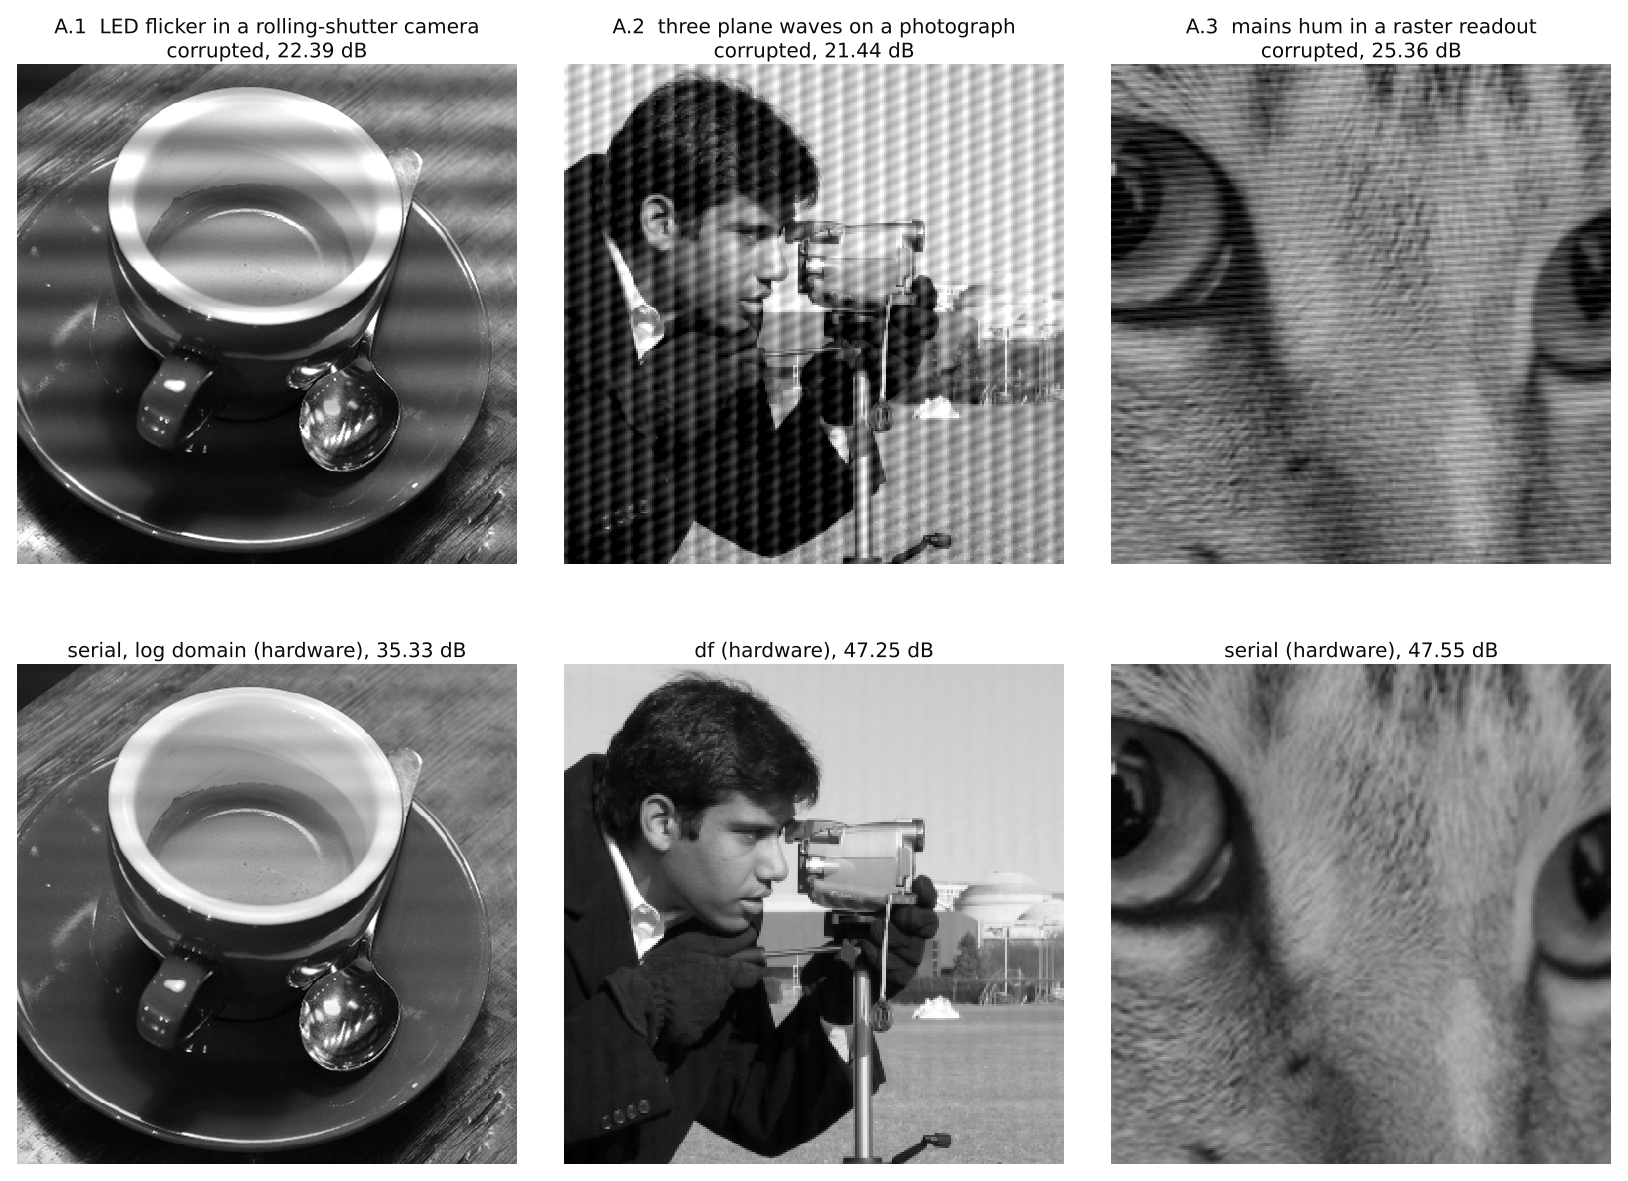 A.1  LED flicker in a rolling-shutter camera
corrupted, 22.39 dB
A.2  three plane waves on a photograph
corrupted, 21.44 dB
A.3  mains hum in a raster readout
corrupted, 25.36 dB
serial, log domain (hardware), 35.33 dB
df (hardware), 47.25 dB
serial (hardware), 47.55 dB